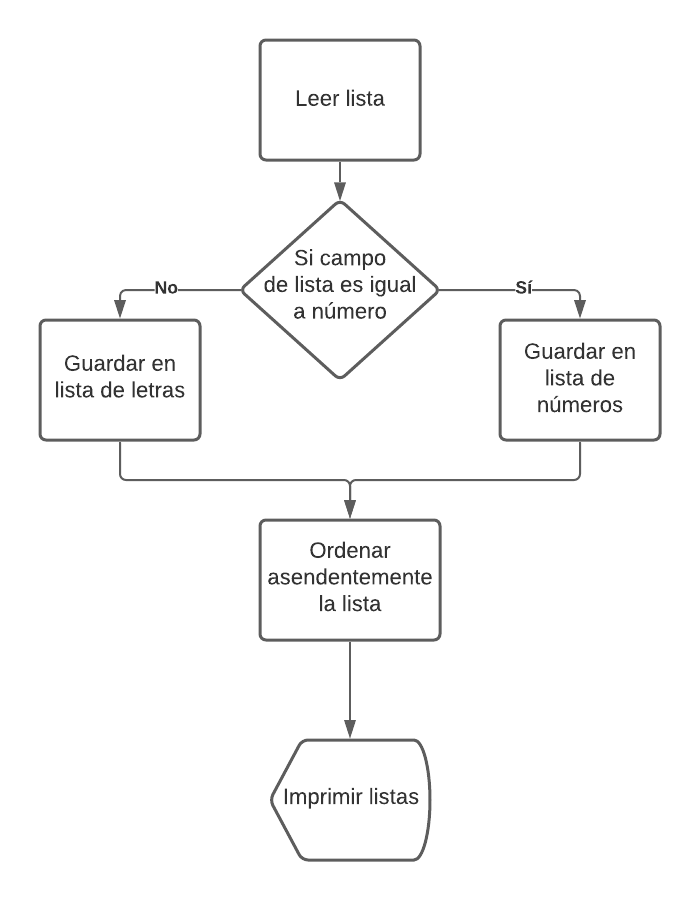 Leer lista
Si campo
de lista es igual
a número
No
Sí
Guardar en
lista de letras
Guardar en
lista de
números
Ordenar
asendentemente
la lista
Imprimir listas